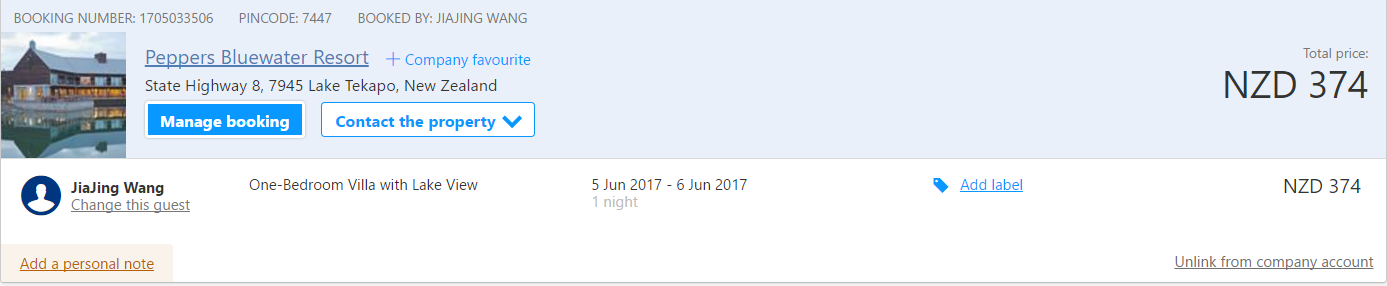 BOOKING NUMBER: 1705033506 PINCODE: 7447 BOOKED BY: JIAJING WANG
Peppers Bluewater Resort + Company favourite
State Highway 8, 7945 Lake Tekapo, New Zealand
Manage booking Contact the property
Total price:
NZD 374
JiaJing Wang One-Bedroom Villa with Lake View 5 Jun 2017 - 6 Jun 2017 Add label NZD 374
Change this guest 1 night
Add a personal note Unlink from company account